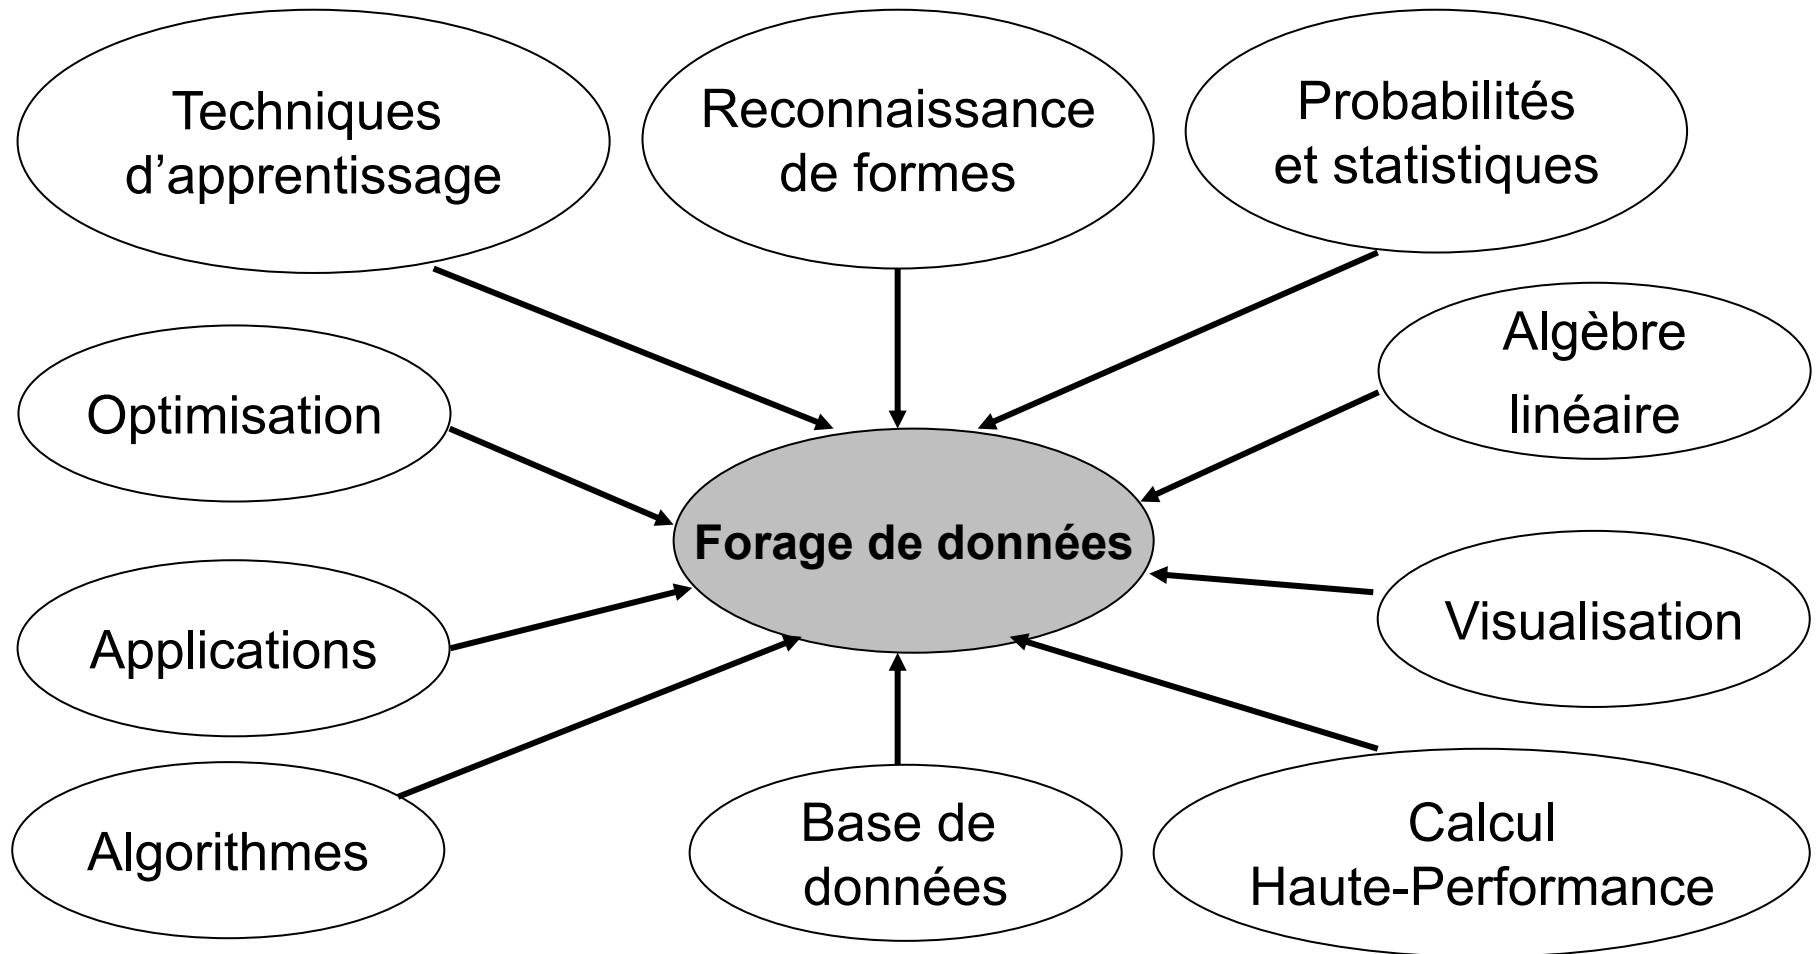 Techniques
d’apprentissage
Reconnaissance
de formes
Probabilités
et statistiques
Optimisation
Algèbre
linéaire
Forage de données
Applications
Visualisation
Algorithmes
Base de
données
Calcul
Haute-Performance